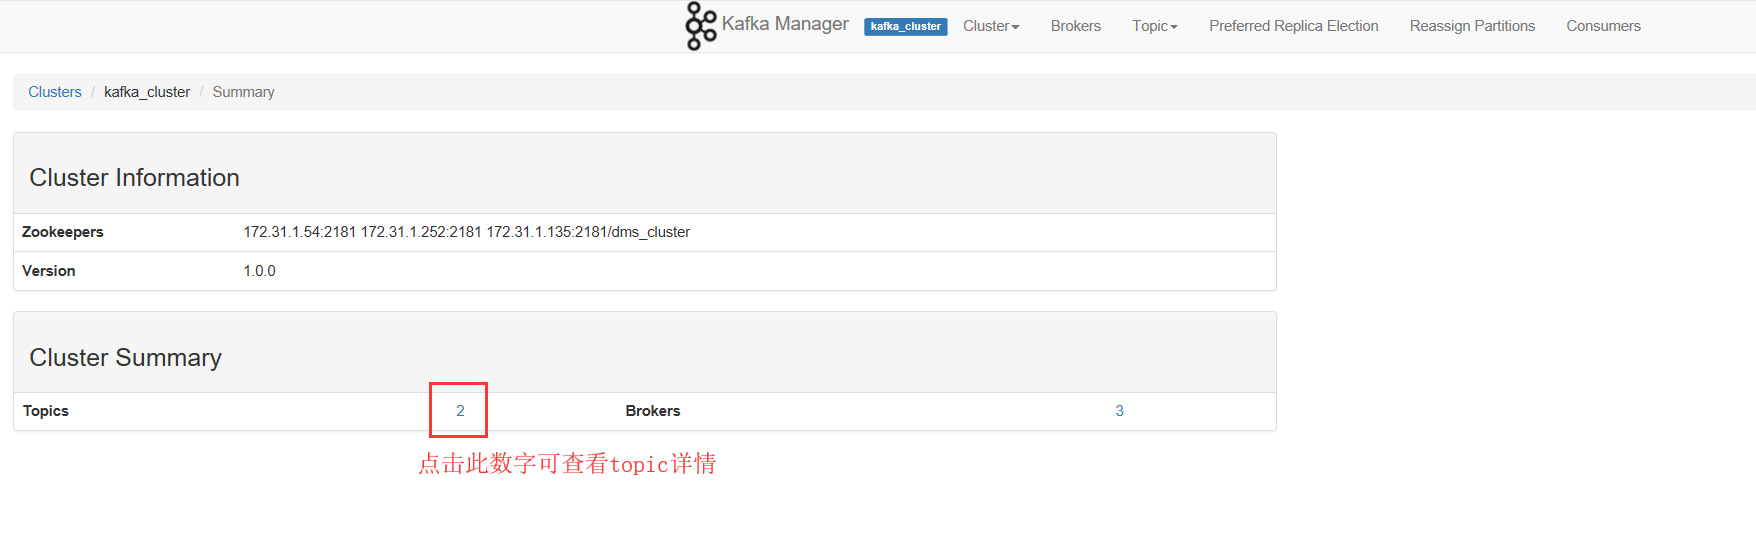 Kafka Manager kafka_cluster Cluster Brokers Topic Preferred Replica Election Reassign Partitions Consumers
Clusters / kafka_cluster / Summary
Cluster Information
Zookeepers 172.31.1.54:2181 172.31.1.252:2181 172.31.1.135:2181/dms_cluster
Version 1.0.0
Cluster Summary
Topics 2 Brokers 3
点击此数字可查看topic详情